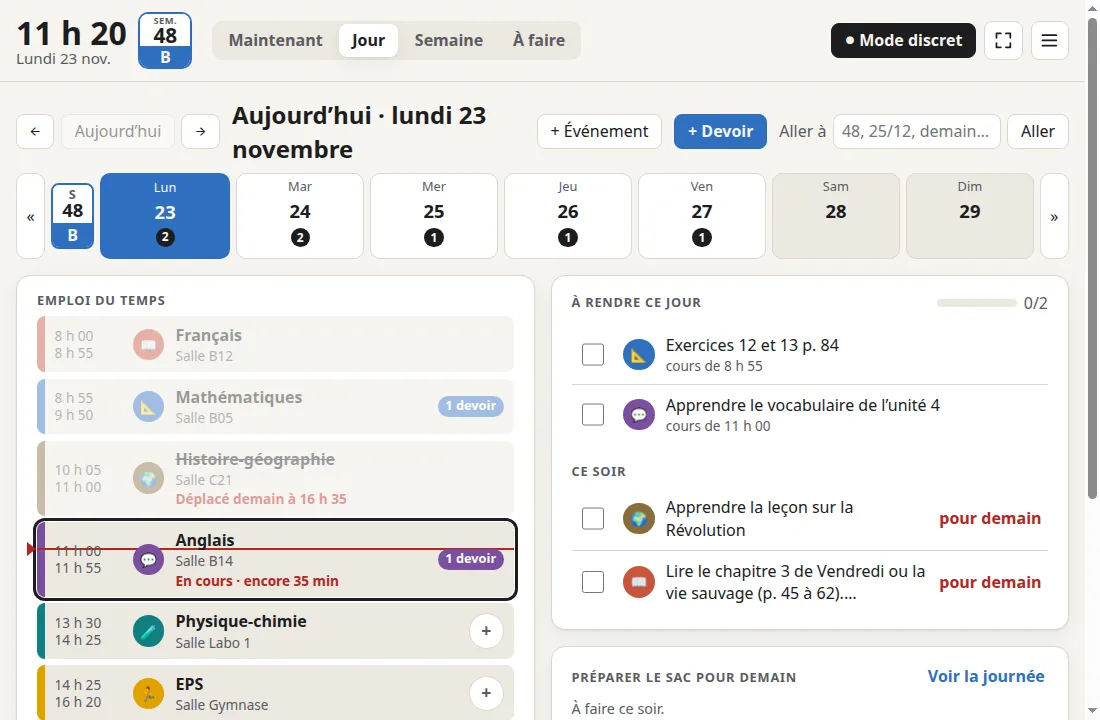 11 h 20
Lundi 23 nov.
SEM.
48
B
Maintenant
Jour
Semaine
À faire
Mode discret
←
Aujourd’hui
→
Aujourd’hui · lundi 23
novembre
+ Événement
+ Devoir
Aller à
48, 25/12, demain…
Aller
«
S
48
B
Lun
23
2
Mar
24
2
Mer
25
1
Jeu
26
1
Ven
27
1
Sam
28
Dim
29
»
EMPLOI DU TEMPS
8 h 00
8 h 55
Français
Salle B12
8 h 55
9 h 50
Mathématiques
Salle B05
1 devoir
10 h 05
11 h 00
Histoire-géographie
Salle C21
Déplacé demain à 16 h 35
11 h 00
11 h 55
Anglais
Salle B14
En cours · encore 35 min
1 devoir
13 h 30
14 h 25
Physique-chimie
Salle Labo 1
+
14 h 25
16 h 20
EPS
Salle Gymnase
+
À RENDRE CE JOUR
0/2
Exercices 12 et 13 p. 84
cours de 8 h 55
Apprendre le vocabulaire de l’unité 4
cours de 11 h 00
CE SOIR
Apprendre la leçon sur la
Révolution
pour demain
Lire le chapitre 3 de Vendredi ou la
vie sauvage (p. 45 à 62).…
pour demain
PRÉPARER LE SAC POUR DEMAIN
Voir la journée
À faire ce soir.